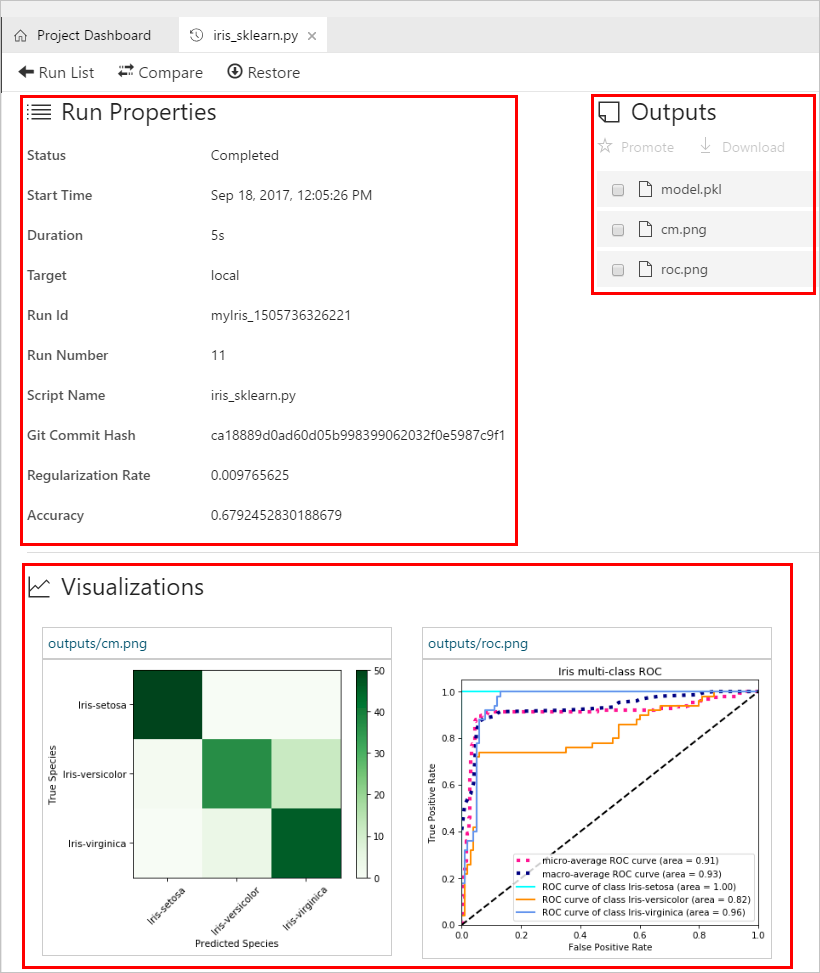 Project Dashboard
iris_sklearn.py
Run List
Compare
Restore
Run Properties
Status Completed
Start Time Sep 18, 2017, 12:05:26 PM
Duration 5s
Target local
Run Id myIris_1505736326221
Run Number 11
Script Name iris_sklearn.py
Git Commit Hash ca18889d0ad60d05b998399062032f0e5987c9f1
Regularization Rate 0.009765625
Accuracy 0.6792452830188679
Outputs
Promote
Download
model.pkl
cm.png
roc.png
Visualizations
outputs/cm.png
True Species
Iris-setosa
Iris-versicolor
Iris-virginica
Iris-setosa
Iris-versicolor
Iris-virginica
Predicted Species
50
40
30
20
10
0
outputs/roc.png
Iris multi-class ROC
True Positive Rate
1.0
0.8
0.6
0.4
0.2
0.0
micro-average ROC curve (area = 0.91)
macro-average ROC curve (area = 0.93)
ROC curve of class Iris-setosa (area = 1.00)
ROC curve of class Iris-versicolor (area = 0.82)
ROC curve of class Iris-virginica (area = 0.96)
0.0 0.2 0.4 0.6 0.8 1.0
False Positive Rate